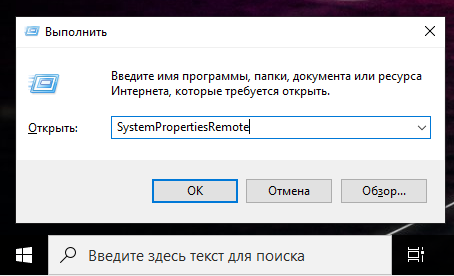 Выполнить
Введите имя программы, папки, документа или ресурса
Интернета, которые требуется открыть.
Открыть: SystemPropertiesRemote
OK Отмена Обзор...
Введите здесь текст для поиска